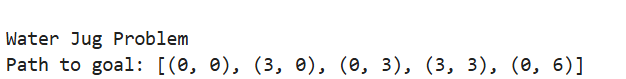 Water Jug Problem
Path to goal: [(0, 0), (3, 0), (0, 3), (3, 3), (0, 6)]